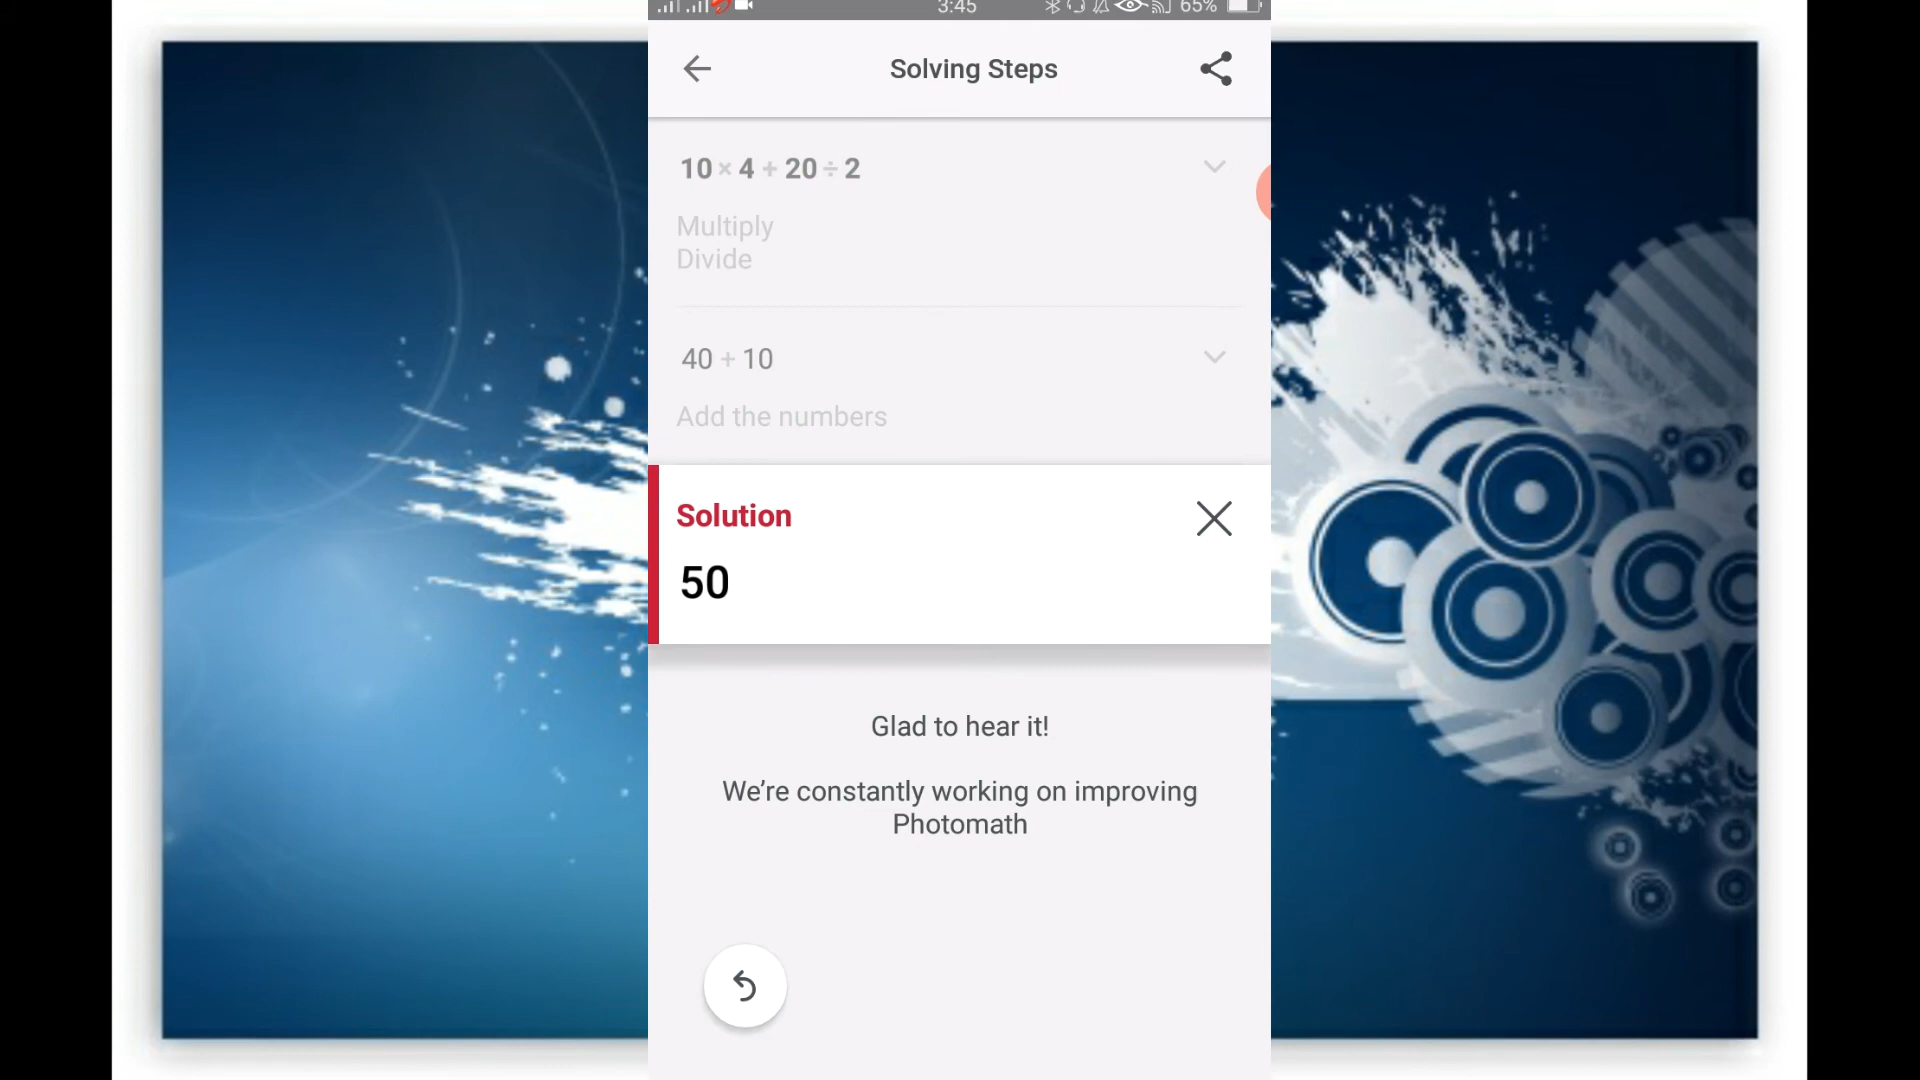 3:45 65%
Solving Steps
10 × 4 + 20 ÷ 2
Multiply
Divide
40 + 10
Add the numbers
Solution
50
Glad to hear it!
We’re constantly working on improving
Photomath